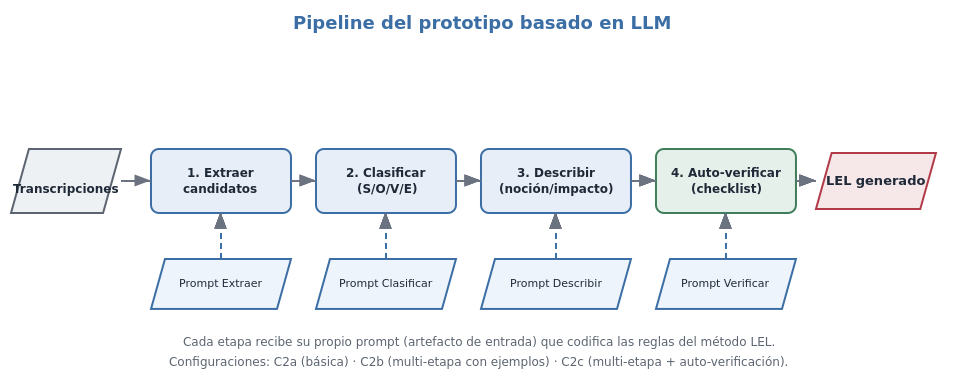 Pipeline del prototipo basado en LLM
Transcripciones
1. Extraer
candidatos
2. Clasificar
(S/O/V/E)
3. Describir
(noción/impacto)
4. Auto-verificar
(checklist)
LEL generado
Prompt Extraer
Prompt Clasificar
Prompt Describir
Prompt Verificar
Cada etapa recibe su propio prompt (artefacto de entrada) que codifica las reglas del método LEL.
Configuraciones: C2a (básica) · C2b (multi-etapa con ejemplos) · C2c (multi-etapa + auto-verificación).